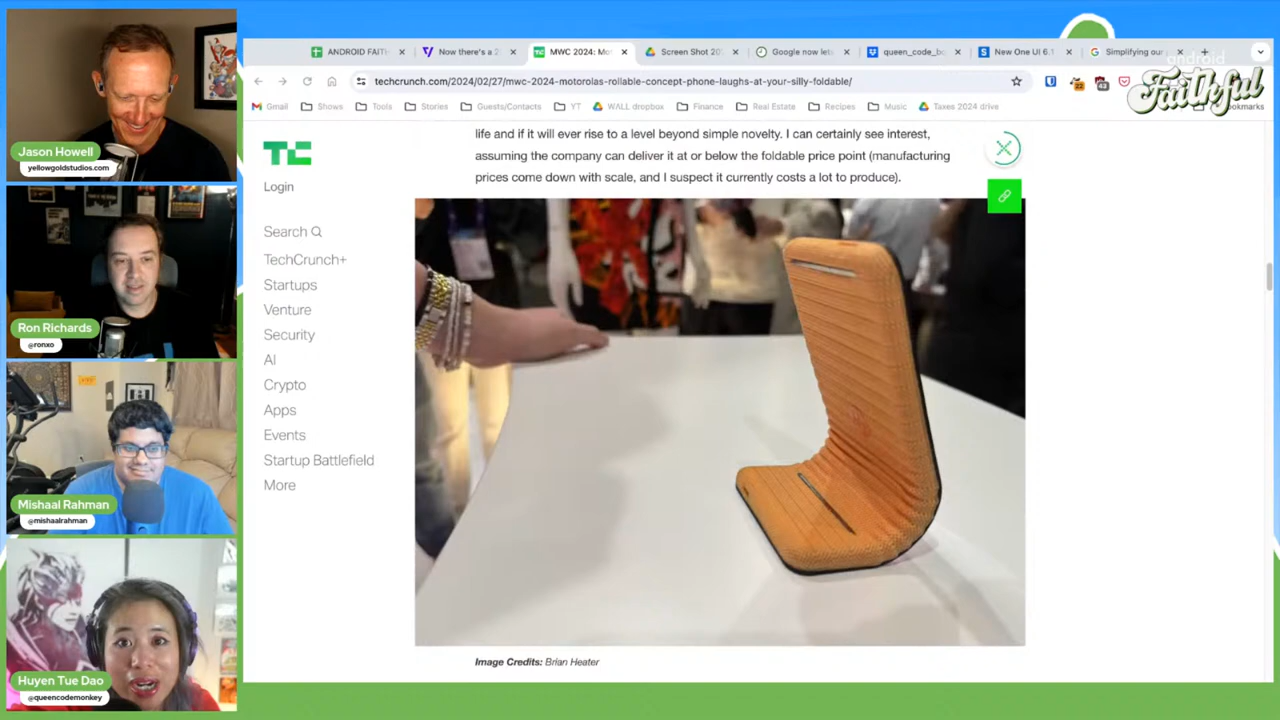 Jason Howell
yellowgoldstudios.com
Ron Richards
@ronxo
Mishaal Rahman
@mishaalrahman
Huyen Tue Dao
@queencodemonkey
ANDROID FAITH
Now there's a 2
MWC 2024: Mo
Screen Shot 20
Google now lets
queen_code_bo
New One UI 6.1
Simplifying our
techcrunch.com/2024/02/27/mwc-2024-motorolas-rollable-concept-phone-laughs-at-your-silly-foldable/
android
Faithful
Gmail
Shows
Tools
Stories
Guests/Contacts
YT
WALL dropbox
Finance
Real Estate
Recipes
Music
Taxes 2024 drive
TC
Login
Search
TechCrunch+
Startups
Venture
Security
AI
Crypto
Apps
Events
Startup Battlefield
More
life and if it will ever rise to a level beyond simple novelty. I can certainly see interest,
assuming the company can deliver it at or below the foldable price point (manufacturing
prices come down with scale, and I suspect it currently costs a lot to produce).
Image Credits: Brian Heater